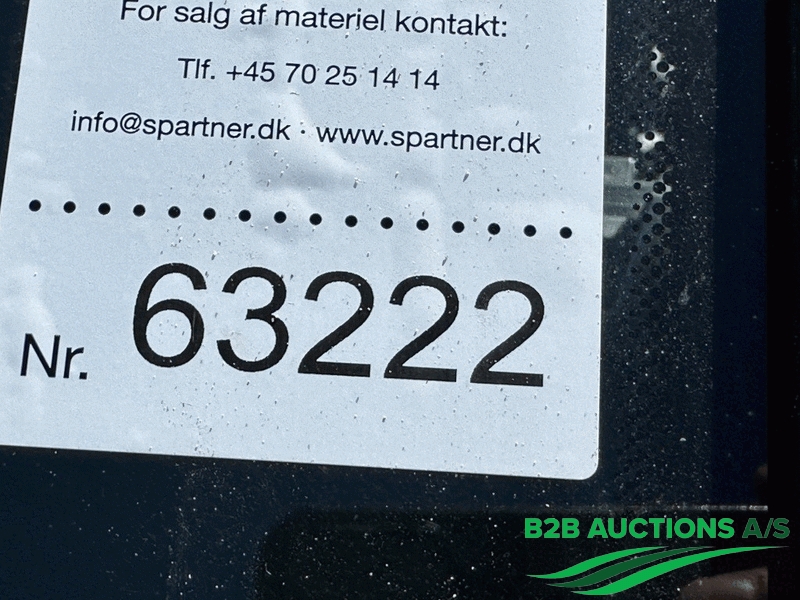 For salg af materiel kontakt:
Tlf. +45 70 25 14 14
info@spartner.dk · www.spartner.dk
Nr. 63222
B2B AUCTIONS A/S